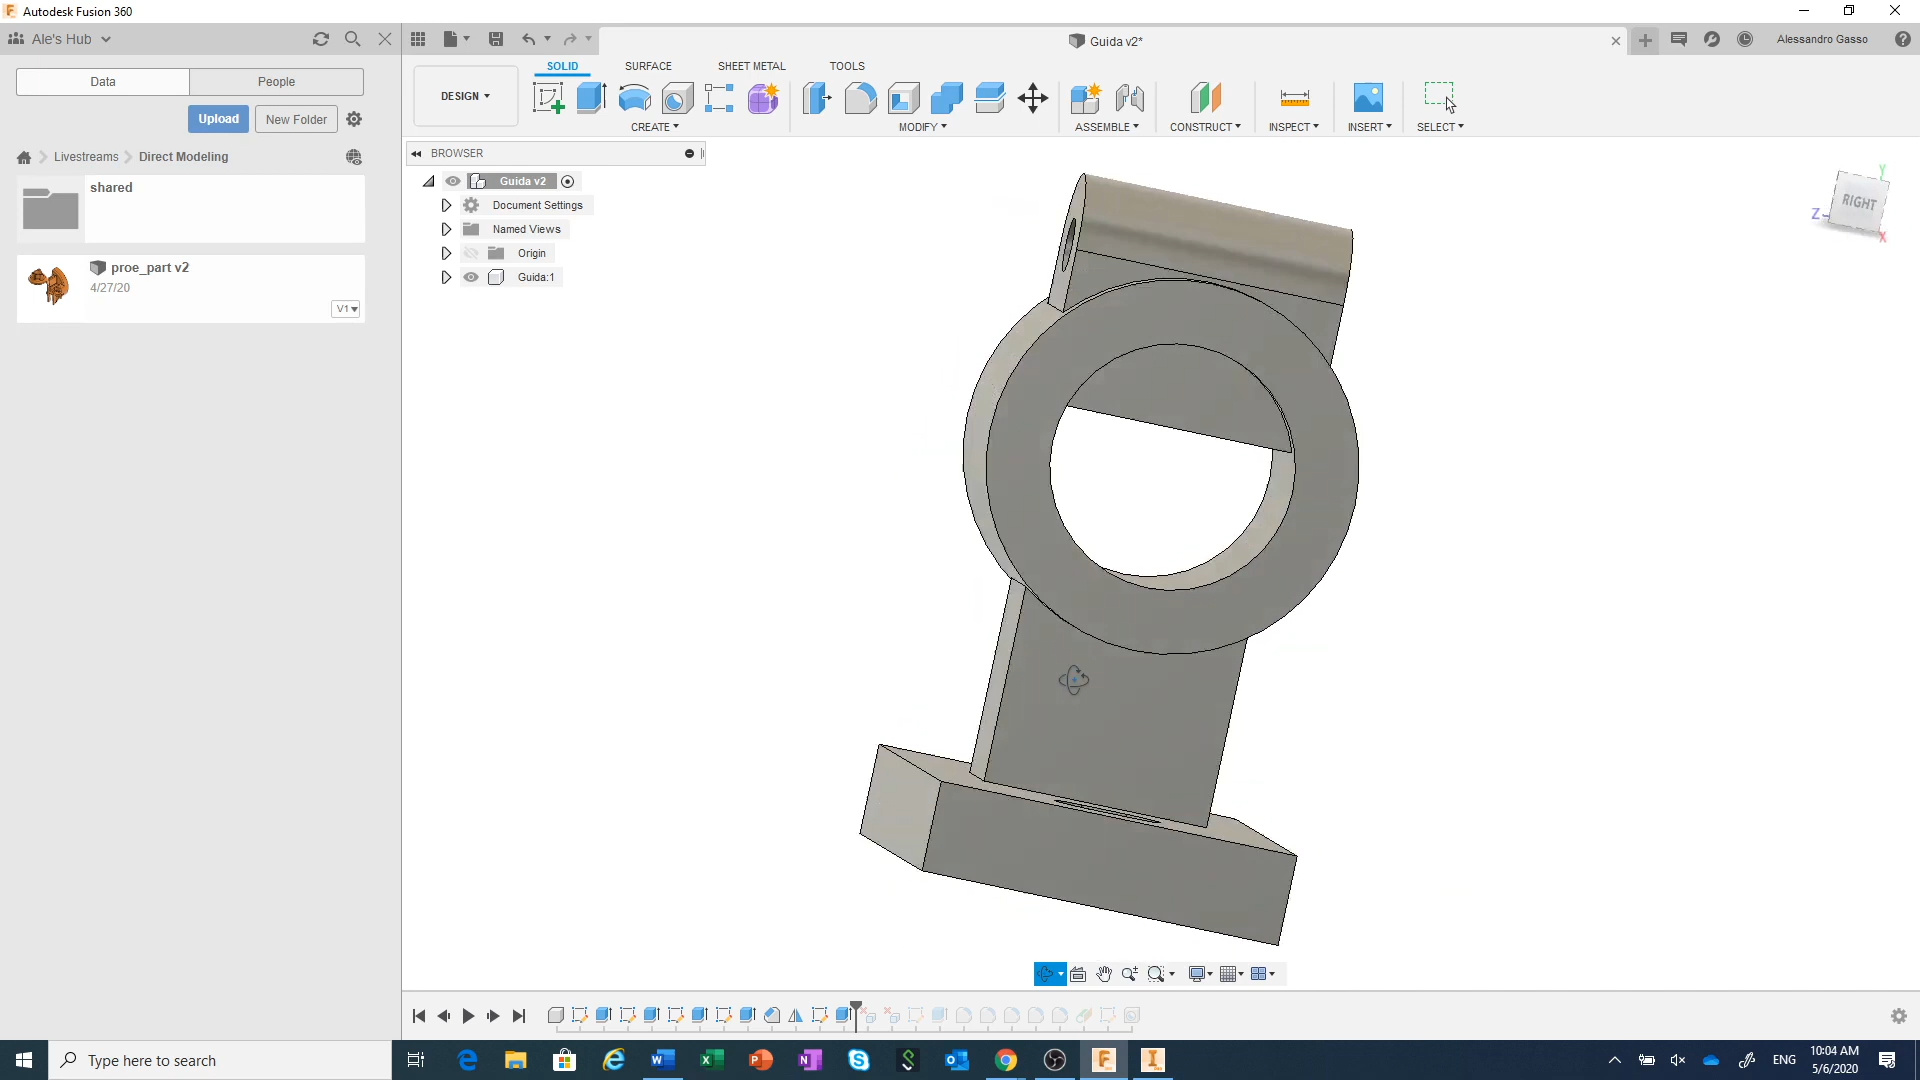 Autodesk Fusion 360
Ale's Hub
Guida v2*
Alessandro Gasso
Data
People
Upload
New Folder
Livestreams
Direct Modeling
shared
proe_part v2
4/27/20
V1
DESIGN
SOLID
SURFACE
SHEET METAL
TOOLS
CREATE
MODIFY
ASSEMBLE
CONSTRUCT
INSPECT
INSERT
SELECT
BROWSER
Guida v2
Document Settings
Named Views
Origin
Guida:1
Y
RIGHT
Z
X
Type here to search
ENG
10:04 AM
5/6/2020